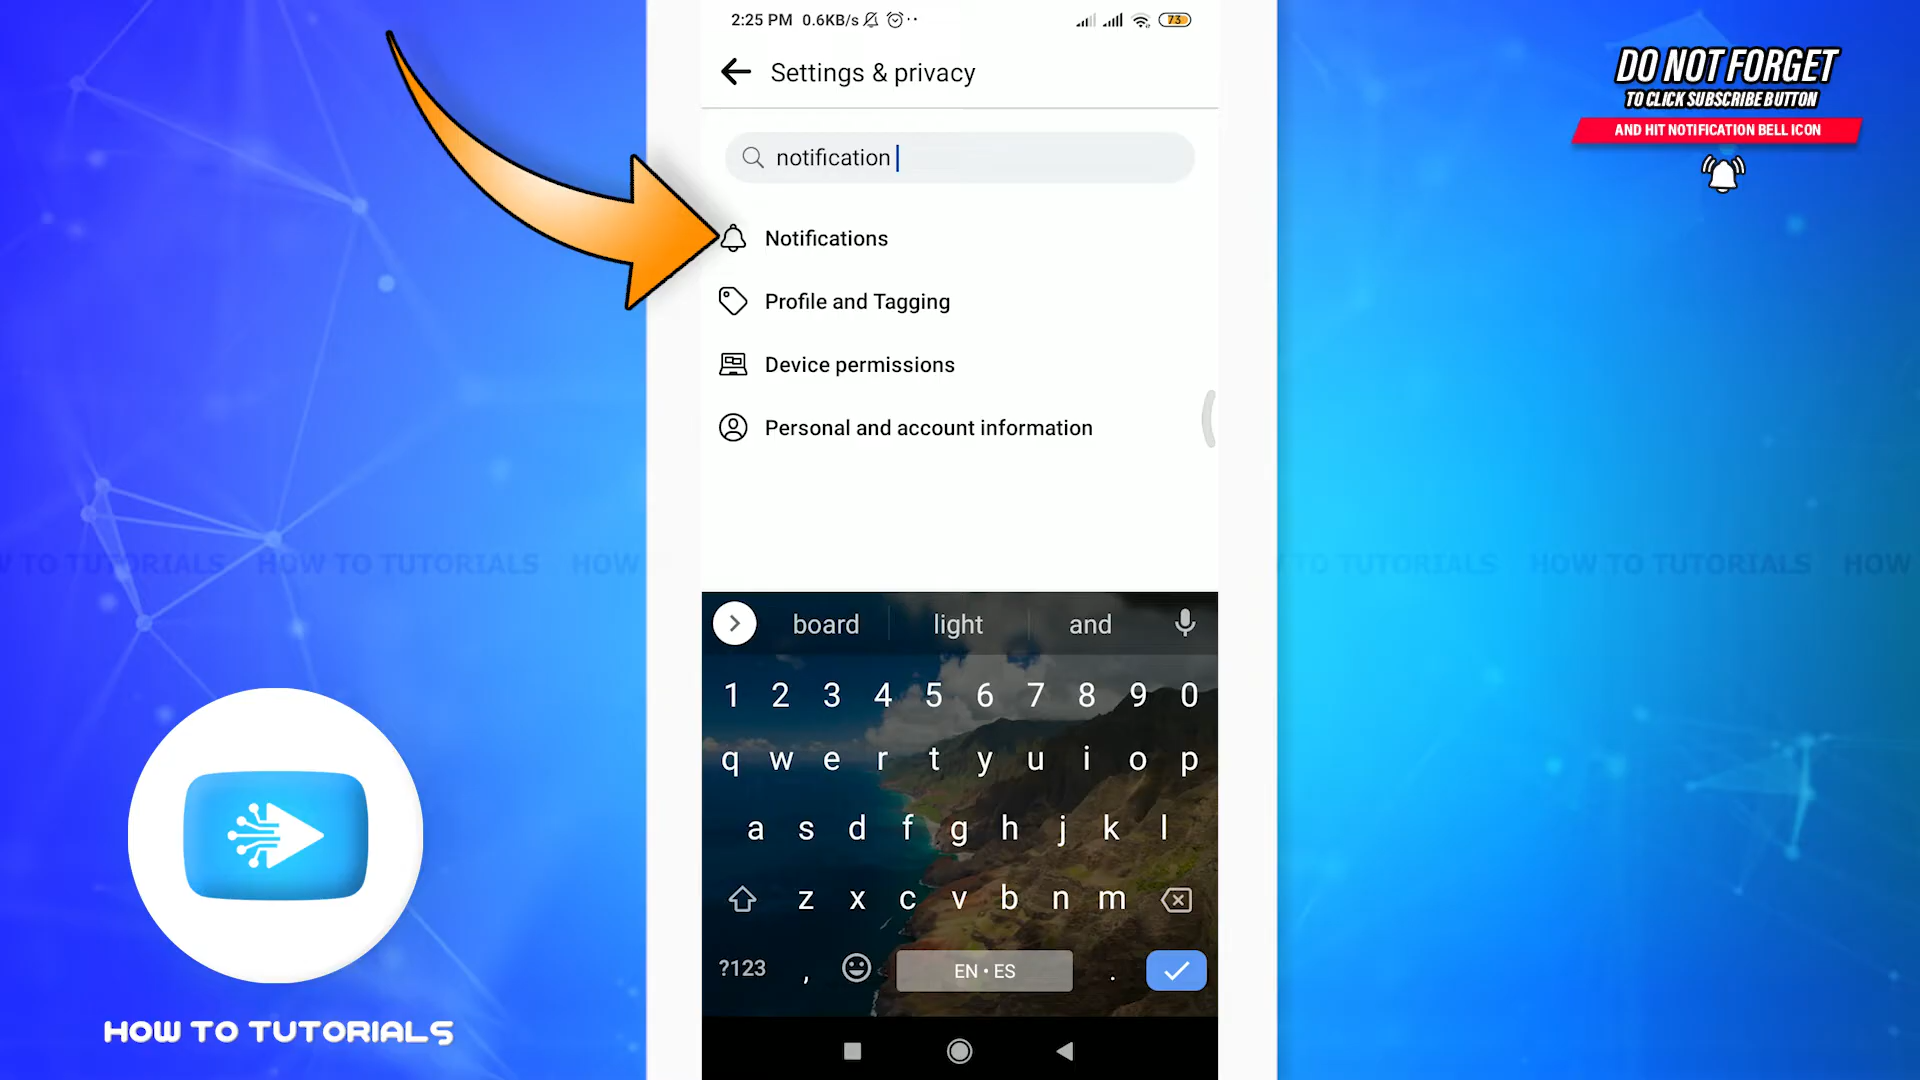 2:25 PM 0.6KB/s
73
Settings & privacy
notification
Notifications
Profile and Tagging
Device permissions
Personal and account information
DO NOT FORGET
TO CLICK SUBSCRIBE BUTTON
AND HIT NOTIFICATION BELL ICON
W TO TUTORIALS HOW TO TUTORIALS HOW
TO TUTORIALS HOW TO TUTORIALS HOW
board light and
1 2 3 4 5 6 7 8 9 0
q w e r t y u i o p
a s d f g h j k l
z x c v b n m
?123 , EN • ES .
HOW TO TUTORIALS